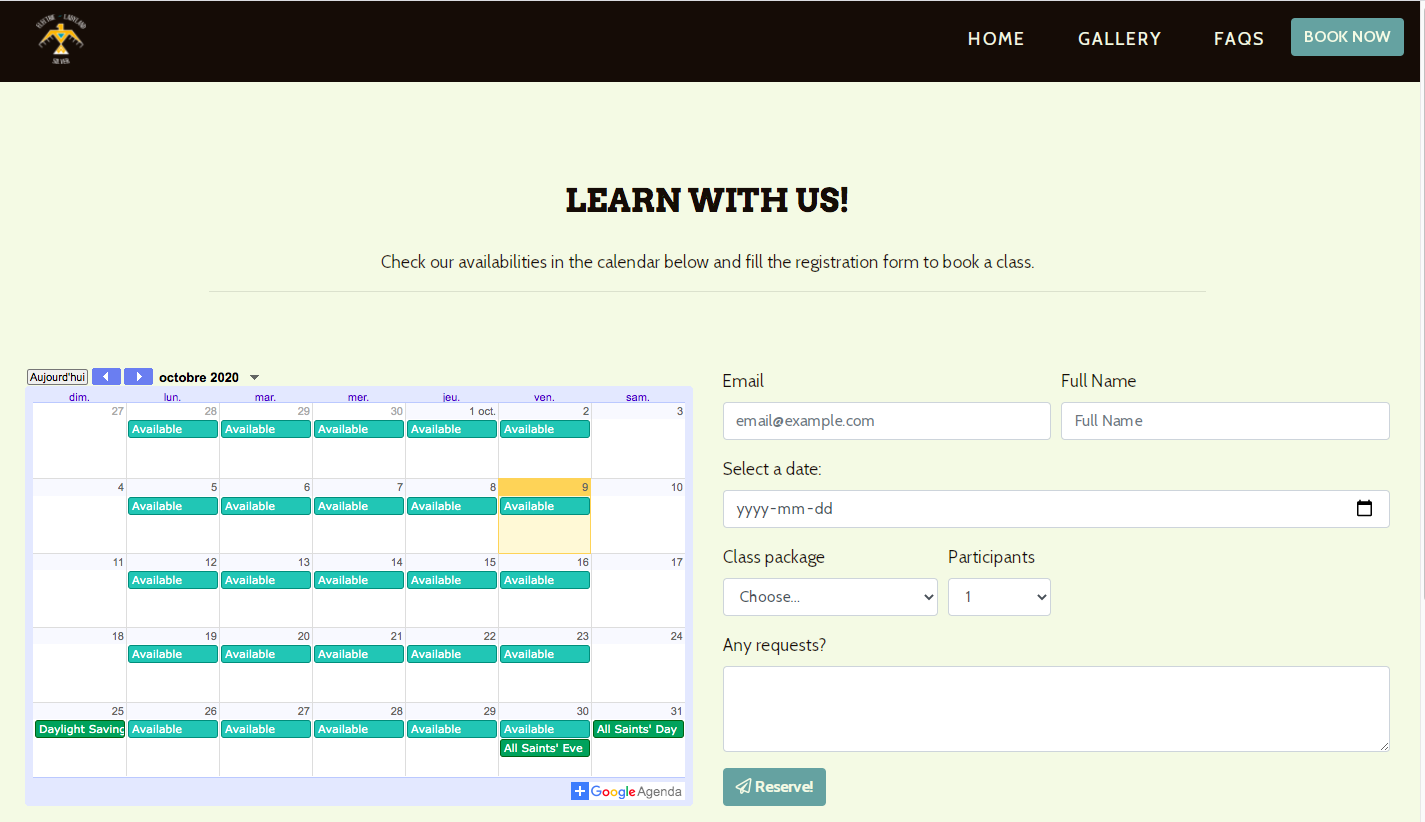 ELECTRIC LADYLAND
SILVER
HOME GALLERY FAQS BOOK NOW
LEARN WITH US!
Check our availabilities in the calendar below and fill the registration form to book a class.
Aujourd'hui octobre 2020
dim. lun. mar. mer. jeu. ven. sam.
27 28 29 30 1 oct. 2 3
Available Available Available Available Available
4 5 6 7 8 9 10
Available Available Available Available Available
11 12 13 14 15 16 17
Available Available Available Available Available
18 19 20 21 22 23 24
Available Available Available Available Available
25 26 27 28 29 30 31
Daylight Saving Available Available Available Available Available All Saints' Day
All Saints' Eve
+ Google Agenda
Email Full Name
email@example.com Full Name
Select a date:
yyyy-mm-dd
Class package Participants
Choose... 1
Any requests?
Reserve!